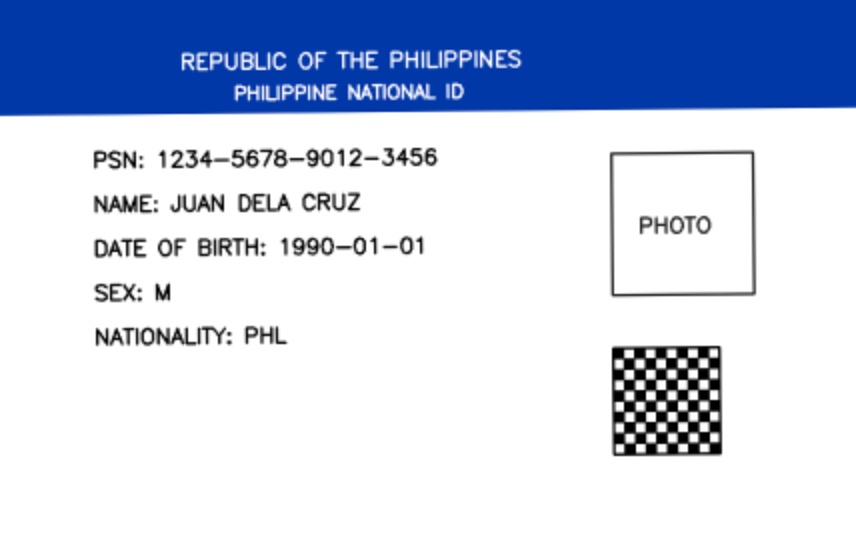 REPUBLIC OF THE PHILIPPINES
PHILIPPINE NATIONAL ID
PSN: 1234-5678-9012-3456
NAME: JUAN DELA CRUZ
DATE OF BIRTH: 1990-01-01
SEX: M
NATIONALITY: PHL
PHOTO